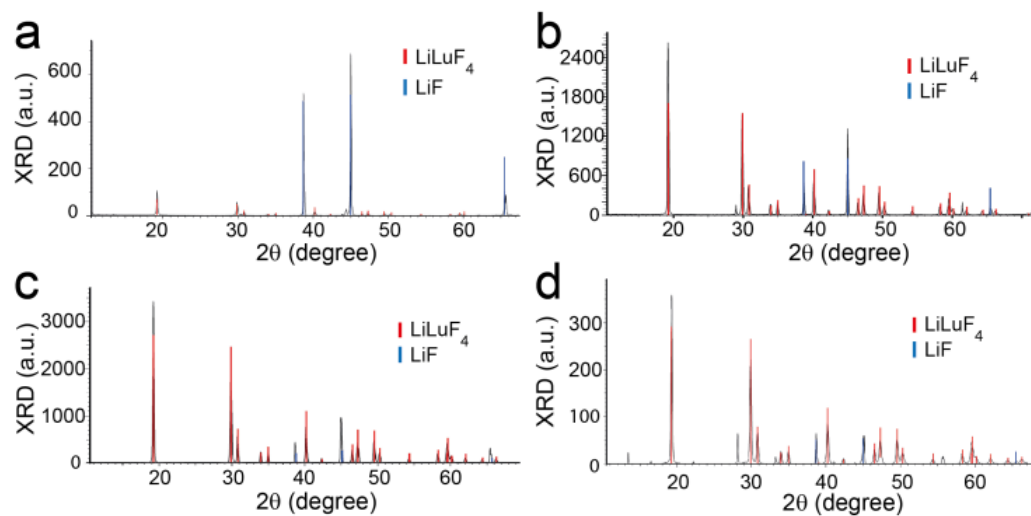 a
XRD (a.u.)
600
400
200
0
LiLuF4
LiF
20 30 40 50 60
2θ (degree)
b
XRD (a.u.)
2400
1800
1200
600
0
LiLuF4
LiF
20 30 40 50 60 70
2θ (degree)
c
XRD (a.u.)
3000
2000
1000
0
LiLuF4
LiF
20 30 40 50 60
2θ (degree)
d
XRD (a.u.)
300
200
100
0
LiLuF4
LiF
20 30 40 50 60
2θ (degree)